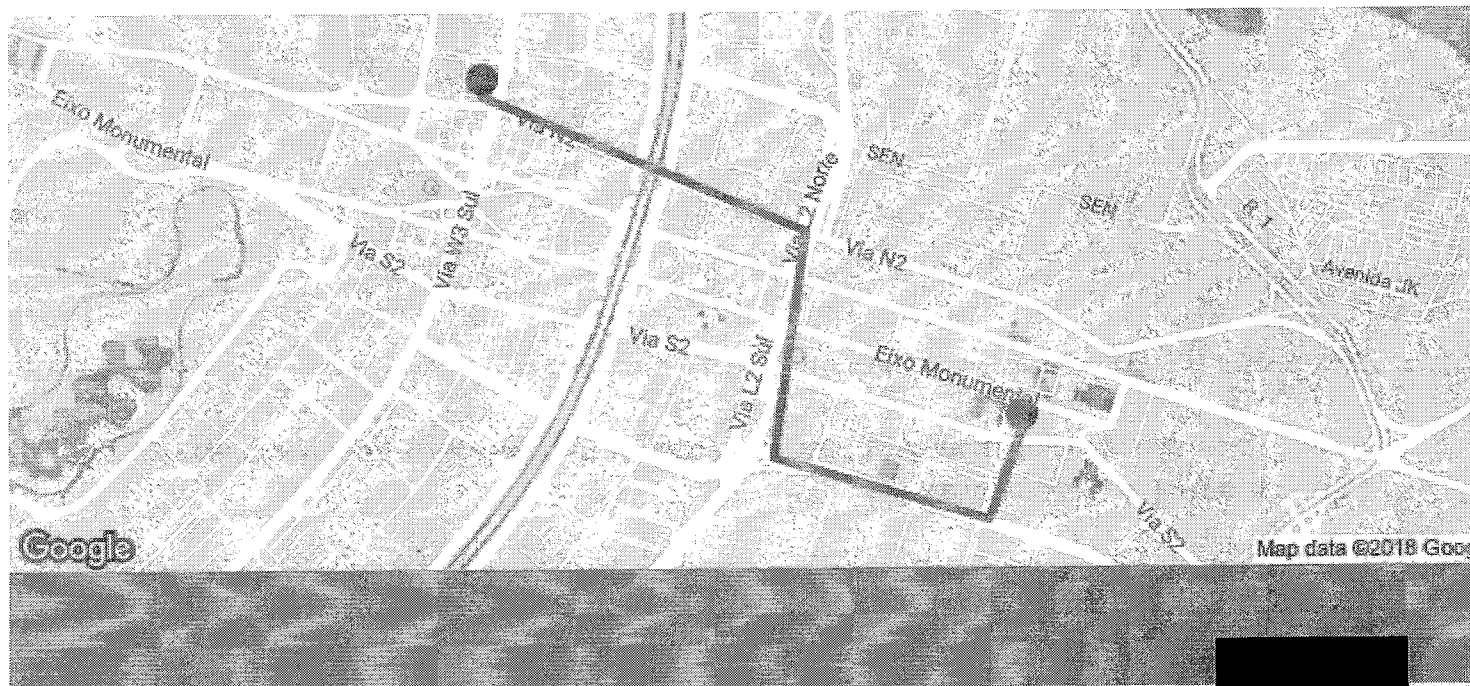 Eixo Monumental
Via N2
Via L2 Norte
SEN
SEN
R. 1
Via W3 Sul
Via S2
Via N2
Avenida JK
Via S2
Eixo Monumental
Via L2 Sul
Via S2
Google
Map data ©2018 Goog